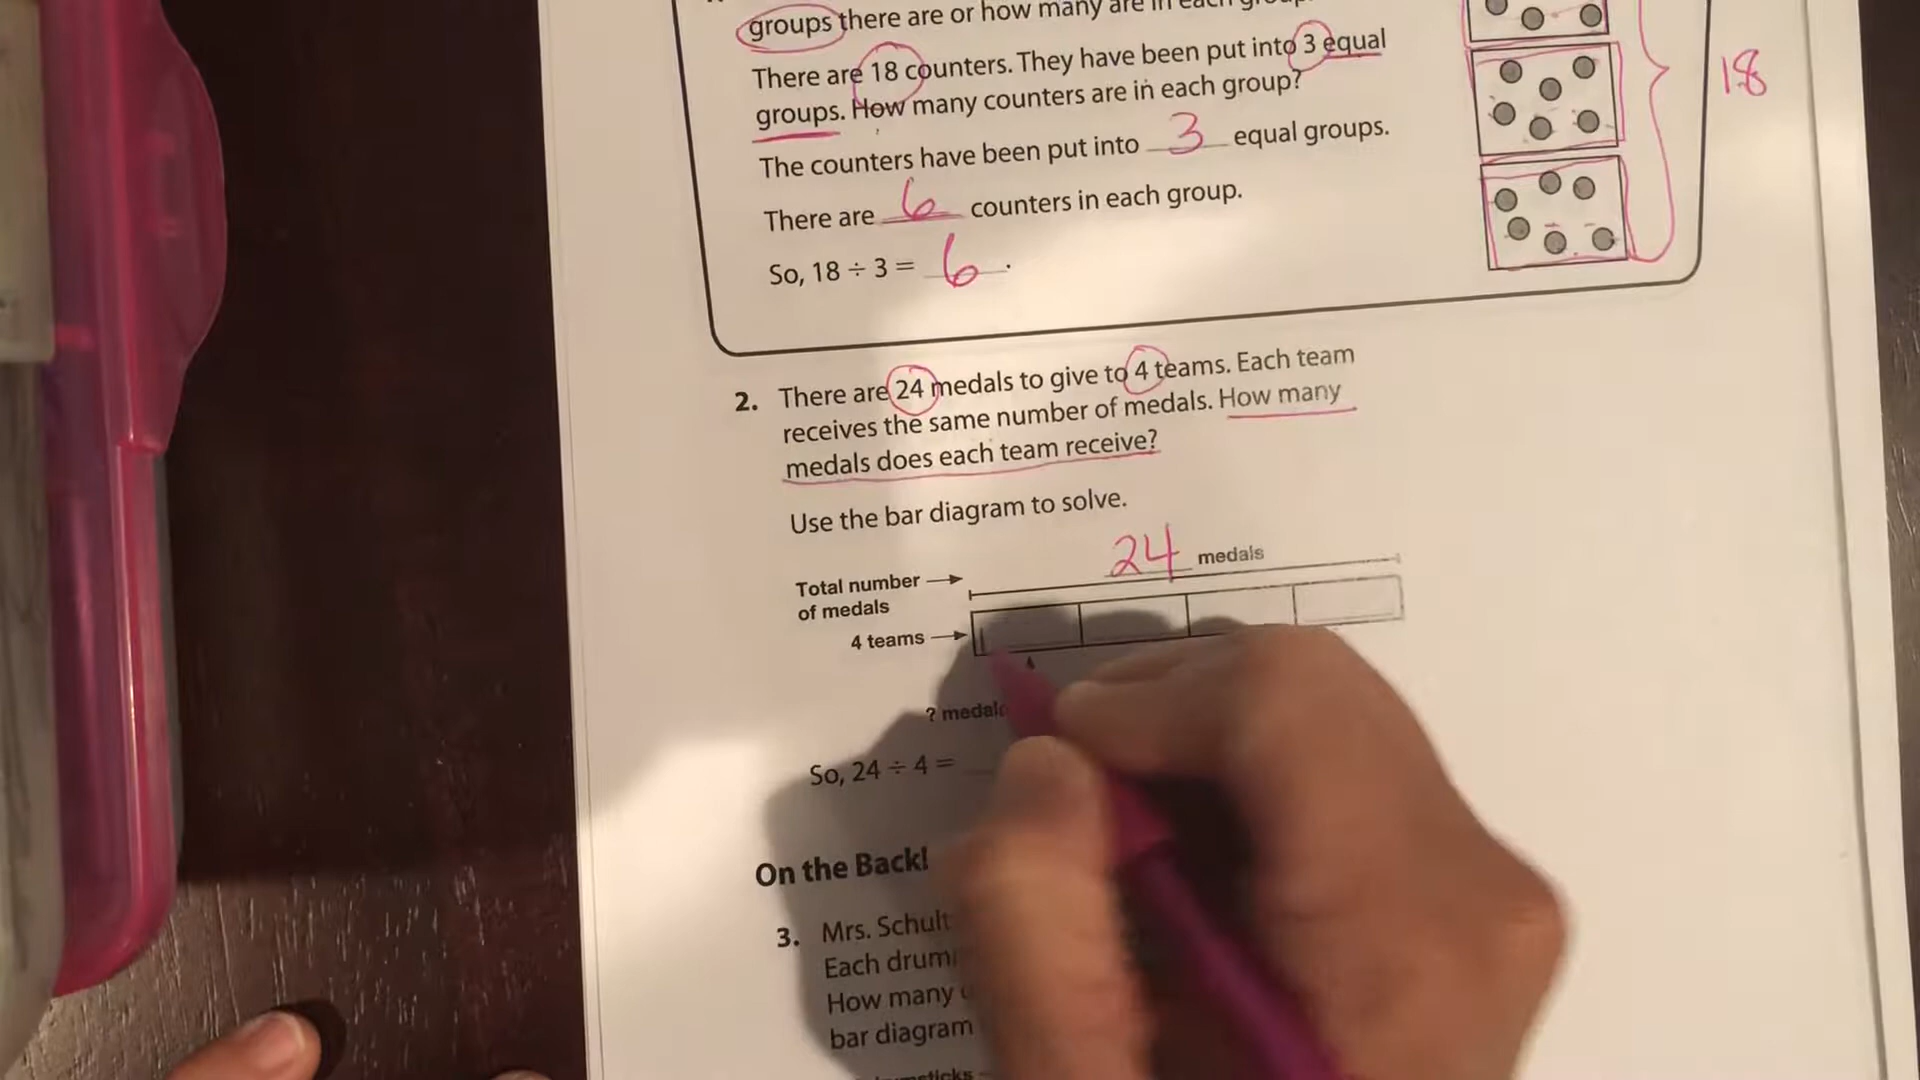 groups there are or how many are in each
There are 18 counters. They have been put into 3 equal
groups. How many counters are in each group?
The counters have been put into 3 equal groups.
There are 6 counters in each group.
So, 18 ÷ 3 = 6.
18
2. There are 24 medals to give to 4 teams. Each team
receives the same number of medals. How many
medals does each team receive?
Use the bar diagram to solve.
24 medals
Total number
of medals
4 teams
? medals
So, 24 ÷ 4 =
On the Back!
3. Mrs. Schult
Each drum
How many
bar diagram